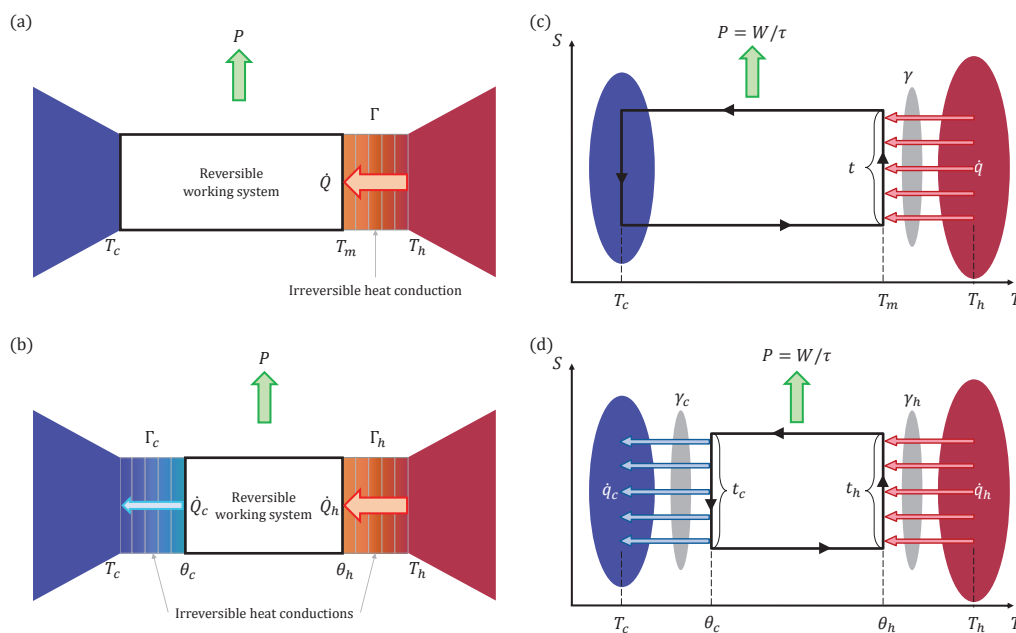 (a)
P
Γ
Reversible
working system
Q̇
T_c
T_m
T_h
Irreversible heat conduction
(b)
P
Γ_c
Γ_h
Q̇_c
Reversible
working system
Q̇_h
T_c
θ_c
θ_h
T_h
Irreversible heat conductions
(c)
P = W/τ
S
γ
t
q̇
T_c
T_m
T_h
T
(d)
P = W/τ
S
γ_c
γ_h
q̇_c
t_c
t_h
q̇_h
T_c
θ_c
θ_h
T_h
T